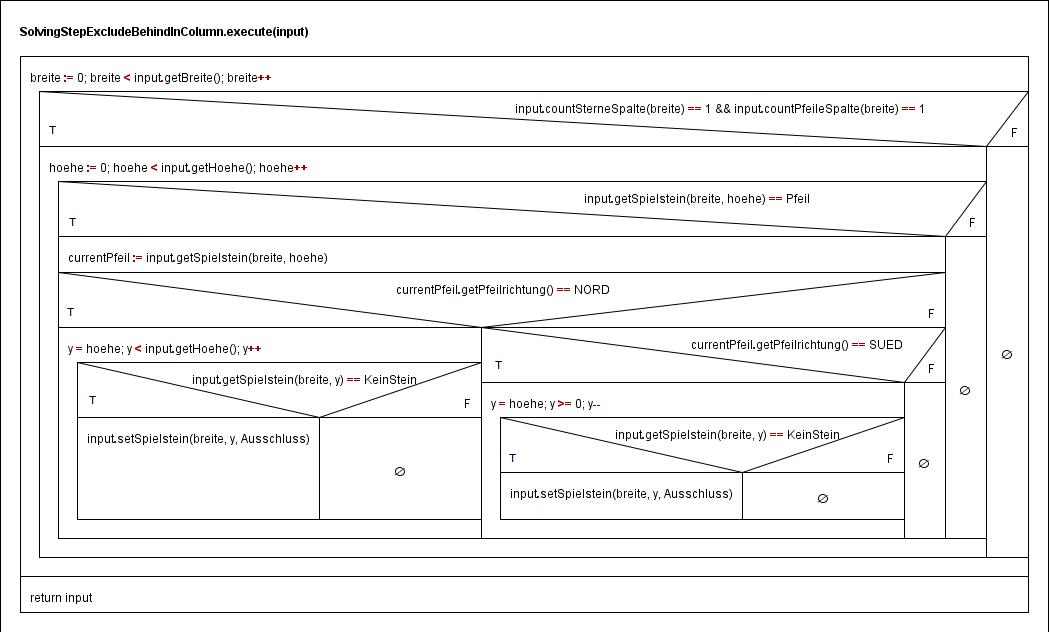 SolvingStepExcludeBehindInColumn.execute(input)
breite := 0; breite < input.getBreite(); breite++
input.countSterneSpalte(breite) == 1 && input.countPfeileSpalte(breite) == 1
T
F
hoehe := 0; hoehe < input.getHoehe(); hoehe++
input.getSpielstein(breite, hoehe) == Pfeil
T
F
currentPfeil := input.getSpielstein(breite, hoehe)
currentPfeil.getPfeilrichtung() == NORD
T
F
y = hoehe; y < input.getHoehe(); y++
input.getSpielstein(breite, y) == KeinStein
T
F
input.setSpielstein(breite, y, Ausschluss)
∅
currentPfeil.getPfeilrichtung() == SUED
T
F
y = hoehe; y >= 0; y--
input.getSpielstein(breite, y) == KeinStein
T
F
input.setSpielstein(breite, y, Ausschluss)
∅
∅
∅
∅
return input